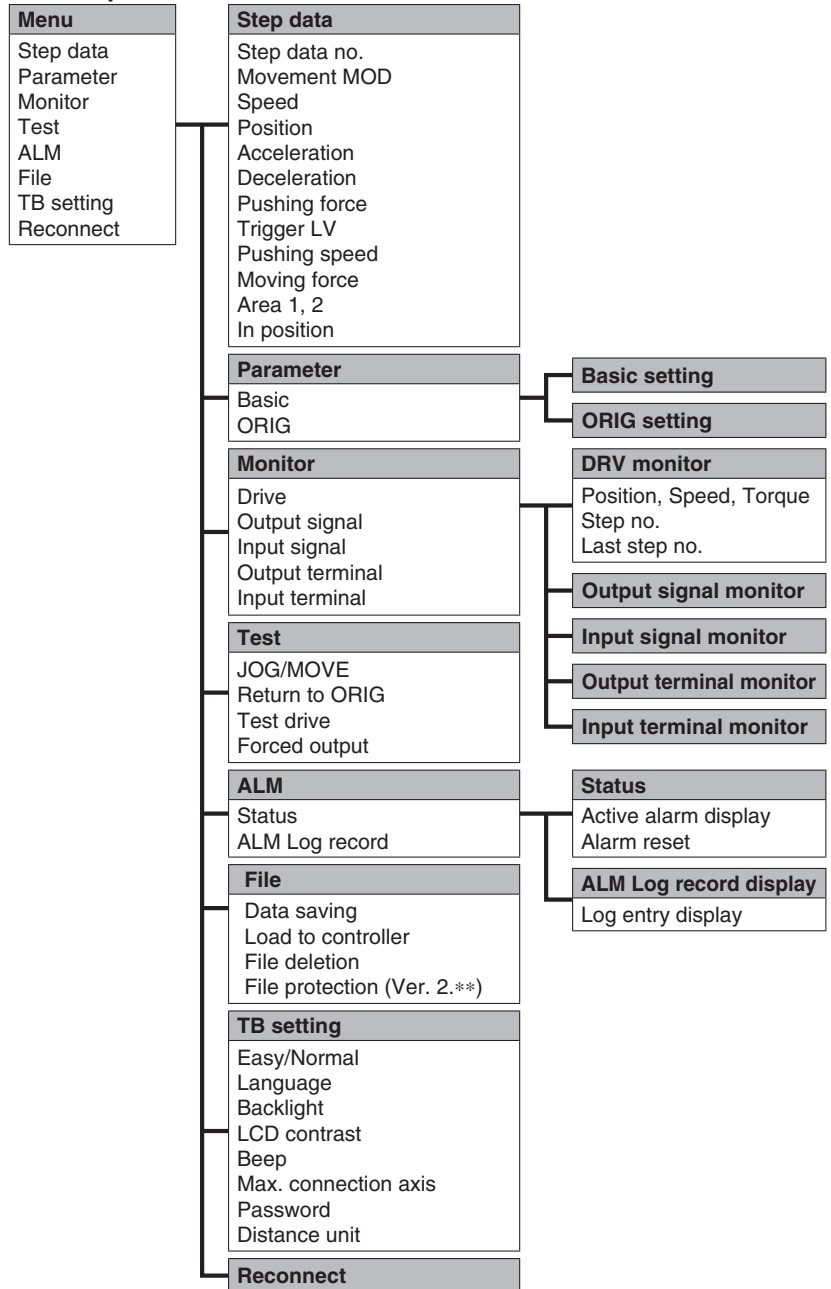 Menu
Step data
Parameter
Monitor
Test
ALM
File
TB setting
Reconnect
Step data
Step data no.
Movement MOD
Speed
Position
Acceleration
Deceleration
Pushing force
Trigger LV
Pushing speed
Moving force
Area 1, 2
In position
Parameter
Basic
ORIG
Basic setting
ORIG setting
Monitor
Drive
Output signal
Input signal
Output terminal
Input terminal
DRV monitor
Position, Speed, Torque
Step no.
Last step no.
Output signal monitor
Input signal monitor
Output terminal monitor
Input terminal monitor
Test
JOG/MOVE
Return to ORIG
Test drive
Forced output
ALM
Status
ALM Log record
Status
Active alarm display
Alarm reset
ALM Log record display
Log entry display
File
Data saving
Load to controller
File deletion
File protection (Ver. 2.**)
TB setting
Easy/Normal
Language
Backlight
LCD contrast
Beep
Max. connection axis
Password
Distance unit
Reconnect